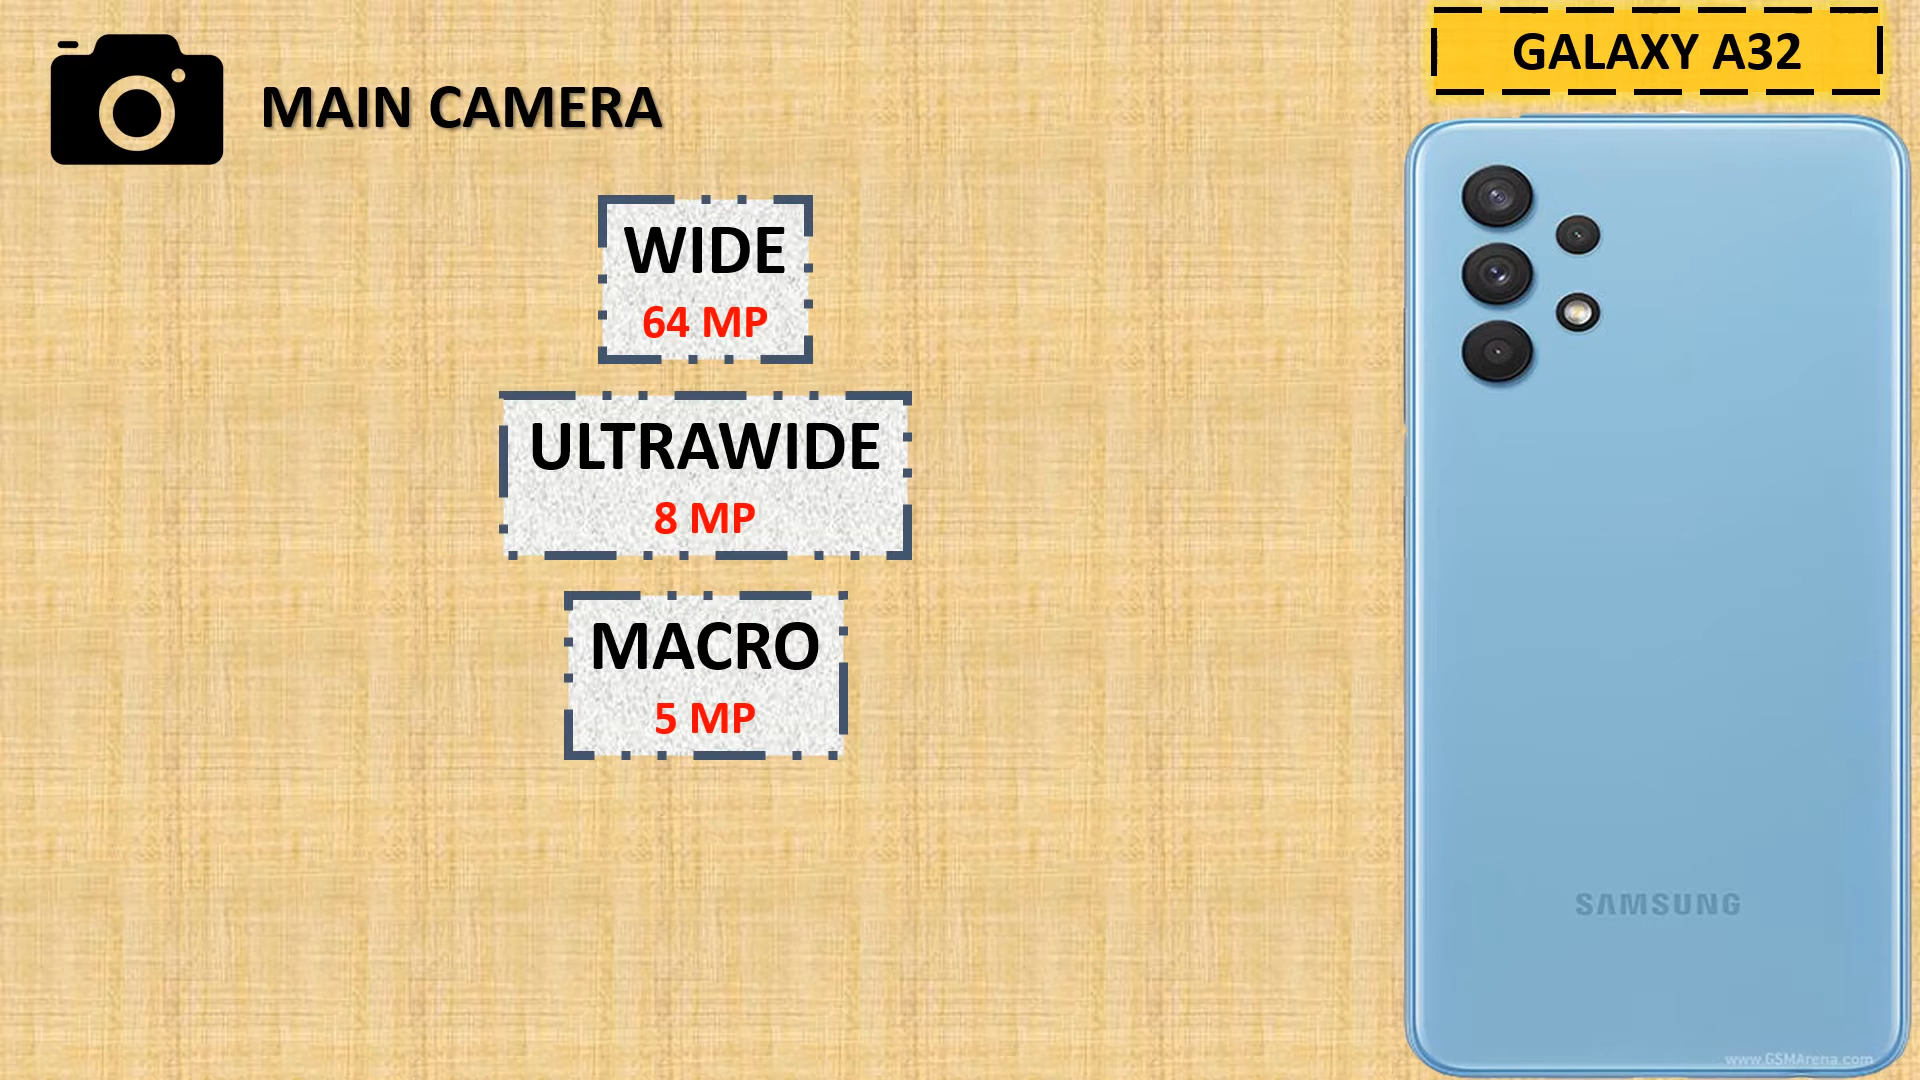 MAIN CAMERA
GALAXY A32
WIDE
64 MP
ULTRAWIDE
8 MP
MACRO
5 MP
SAMSUNG
www.GSMArena.com